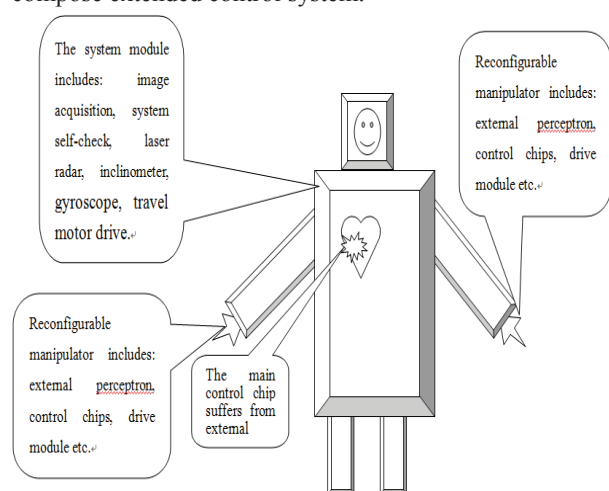 compose extended control system.
The system module
includes: image
acquisition, system
self-check, laser
radar, inclinometer,
gyroscope, travel
motor drive.
Reconfigurable
manipulator includes:
external perceptron,
control chips, drive
module etc.
Reconfigurable
manipulator includes:
external perceptron,
control chips, drive
module etc.
The main
control chip
suffers from
external